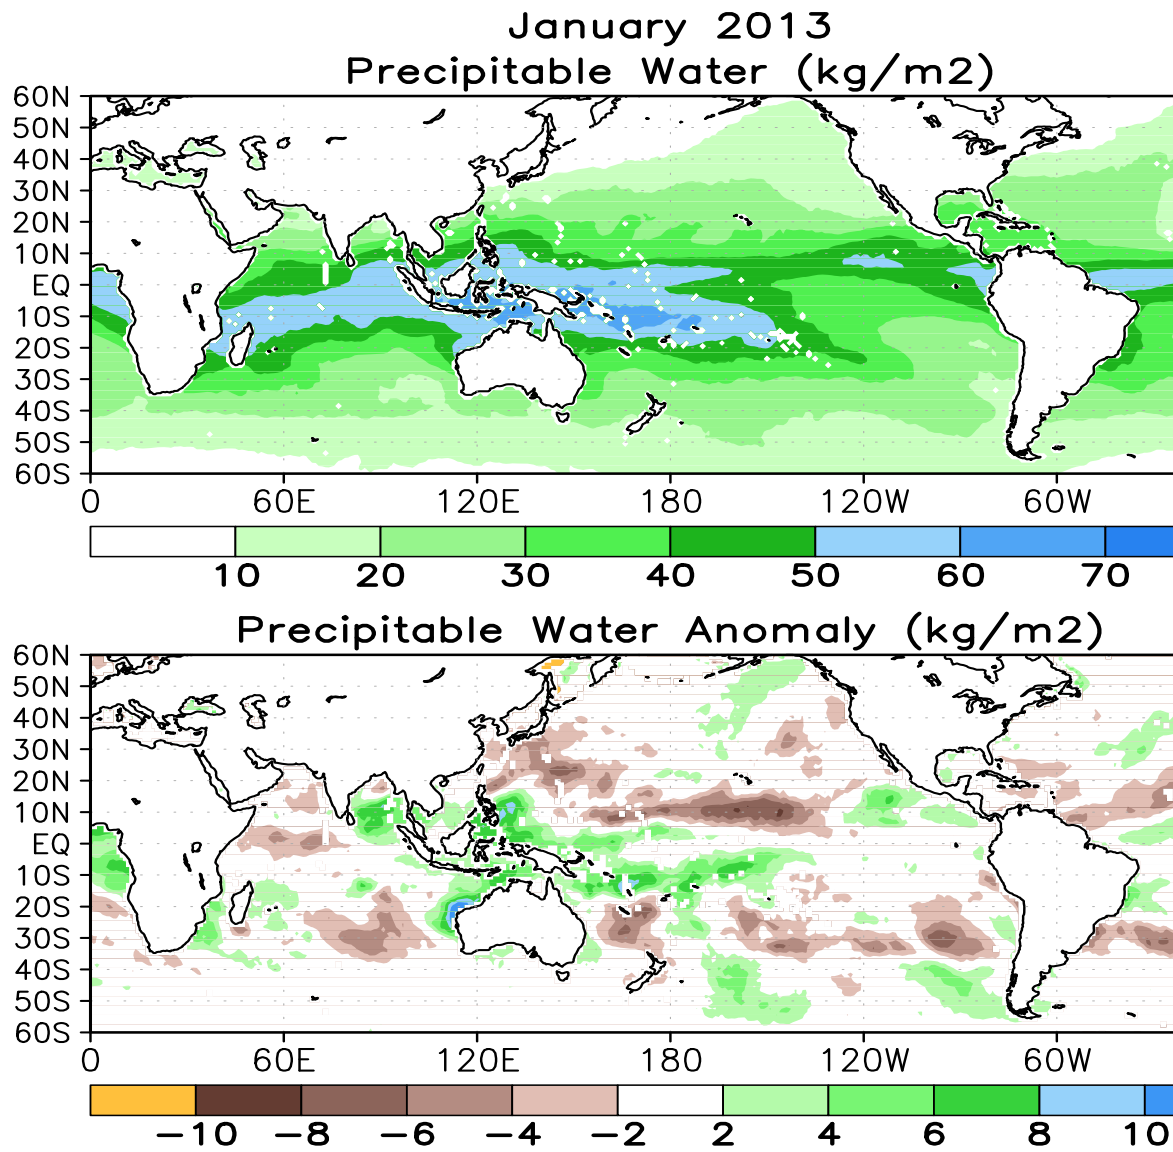 January 2013
Precipitable Water (kg/m2)
60N
50N
40N
30N
20N
10N
EQ
10S
20S
30S
40S
50S
60S
0 60E 120E 180 120W 60W
10 20 30 40 50 60 70
Precipitable Water Anomaly (kg/m2)
60N
50N
40N
30N
20N
10N
EQ
10S
20S
30S
40S
50S
60S
0 60E 120E 180 120W 60W
−10 −8 −6 −4 −2 2 4 6 8 10